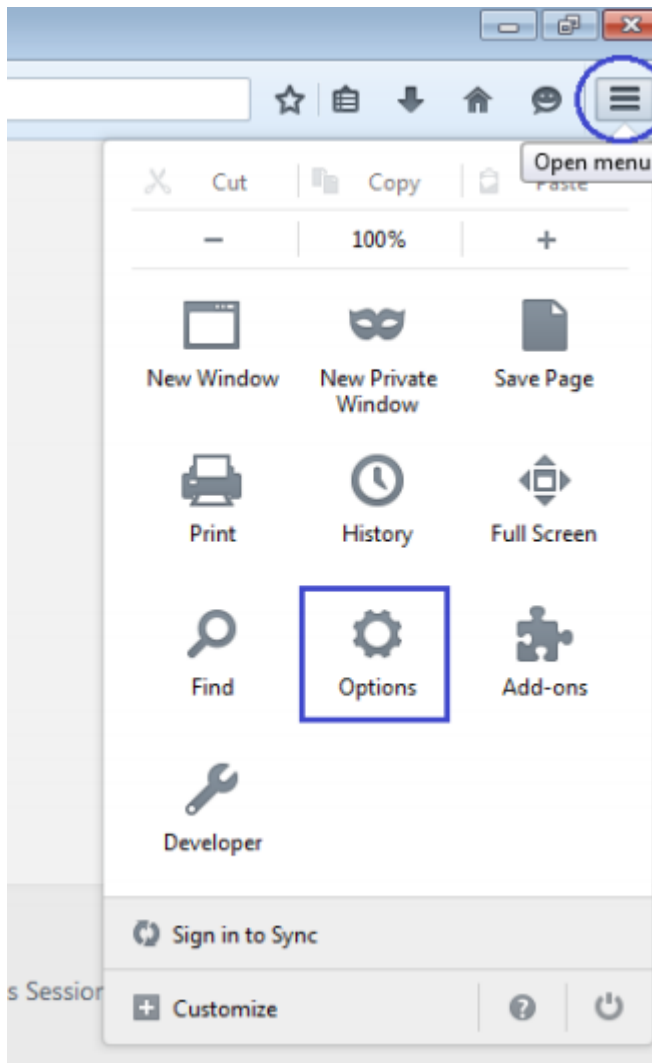 Open menu
Cut Copy Paste
100%
New Window New Private Window Save Page
Print History Full Screen
Find Options Add-ons
Developer
Sign in to Sync
s Session
Customize